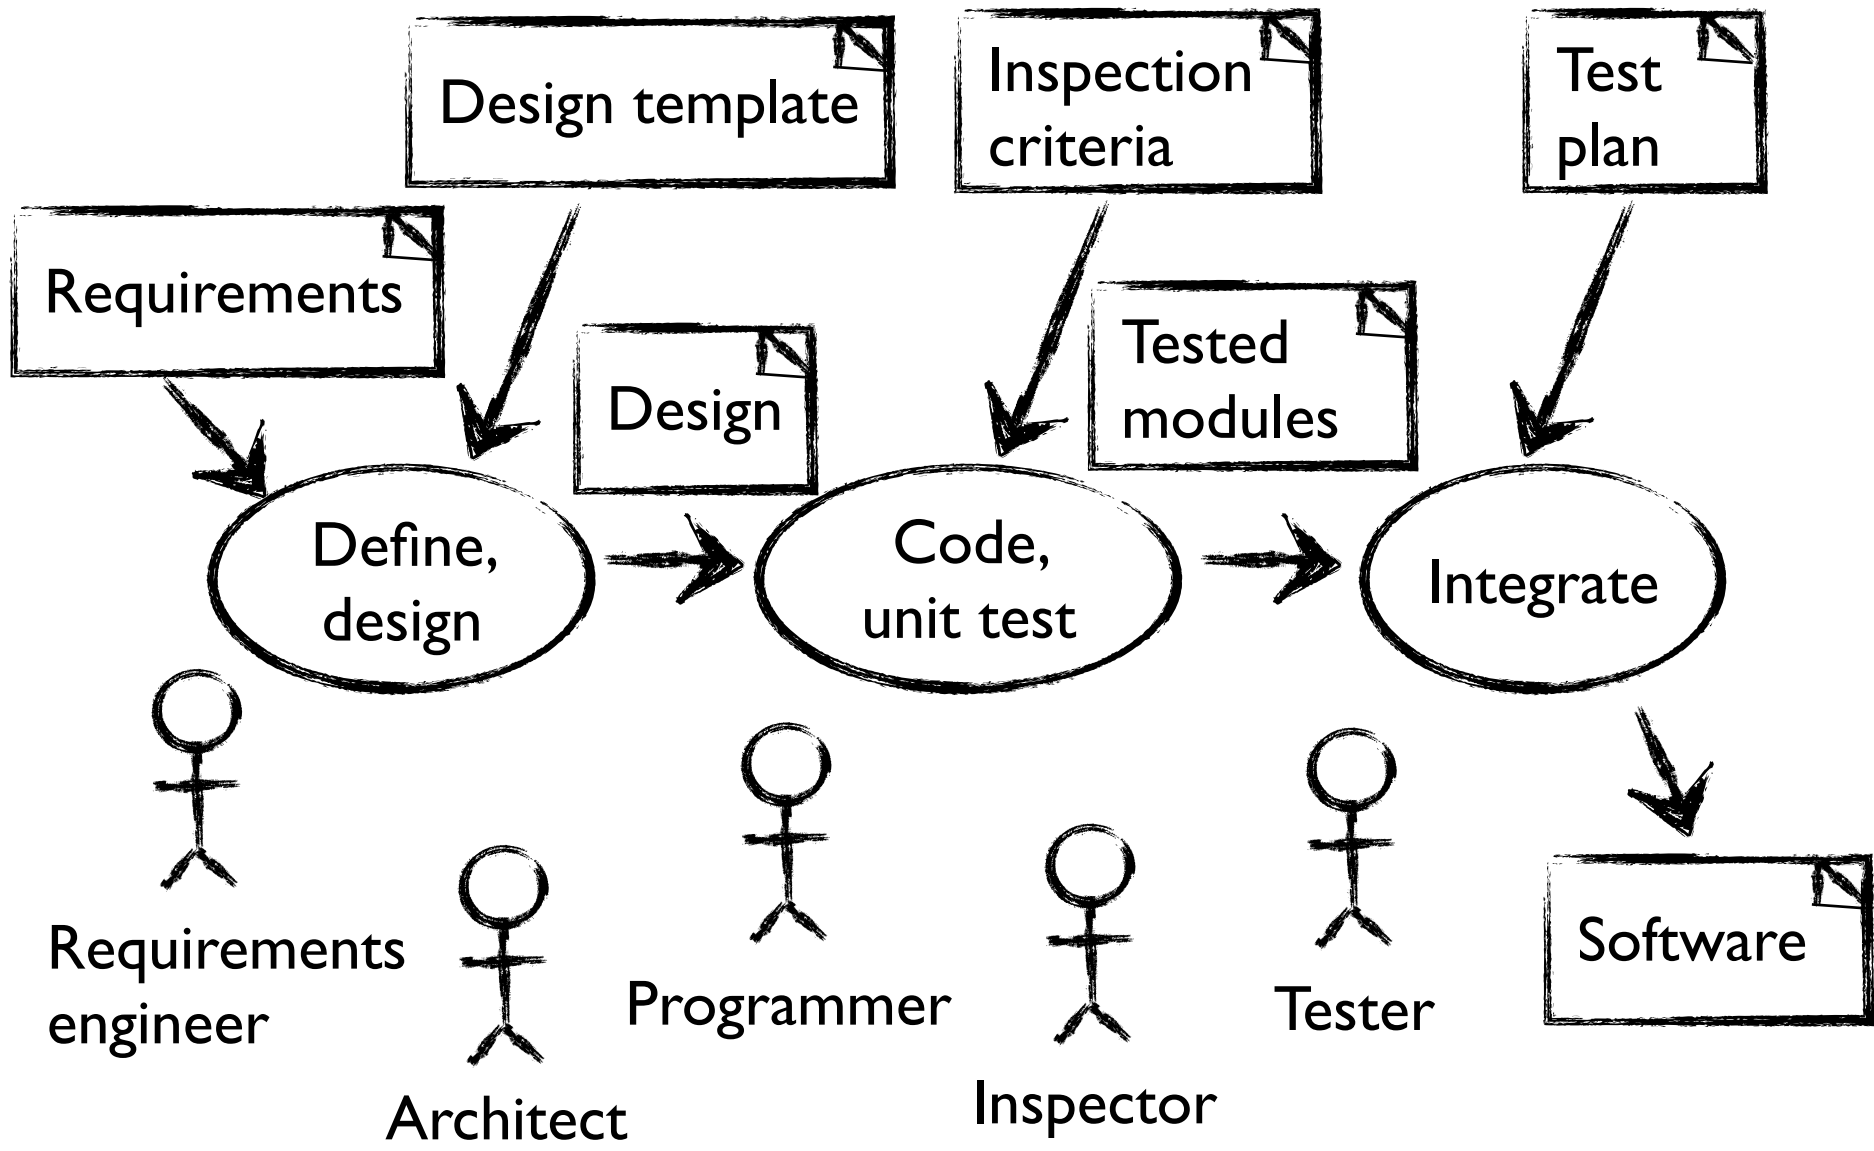 Design template
Inspection
criteria
Test
plan
Requirements
Design
Tested
modules
Define,
design
Code,
unit test
Integrate
Requirements
engineer
Architect
Programmer
Inspector
Tester
Software